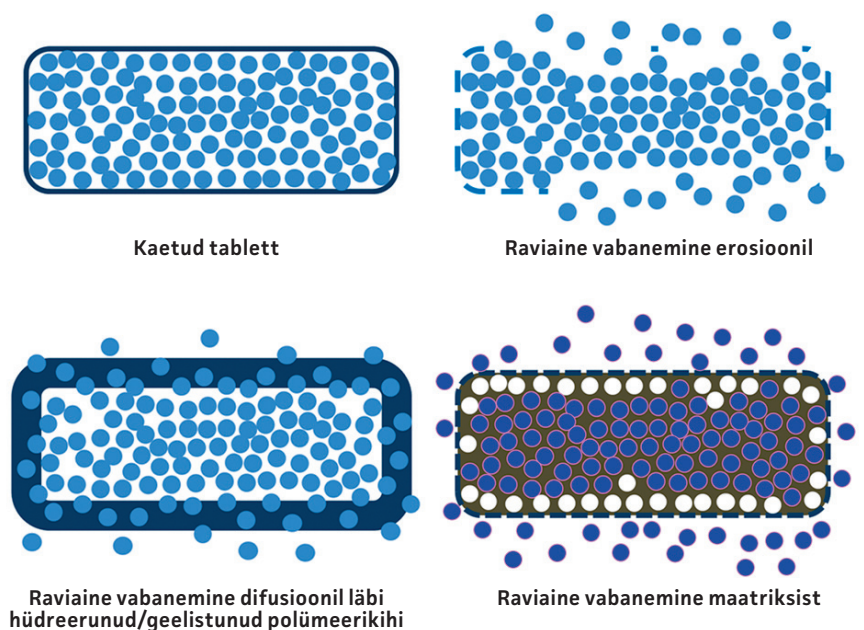 Kaetud tablett
Raviaine vabanemine erosioonil
Raviaine vabanemine difusioonil läbi
hüdreerunud/geelistunud polümeerikihi
Raviaine vabanemine maatriksist